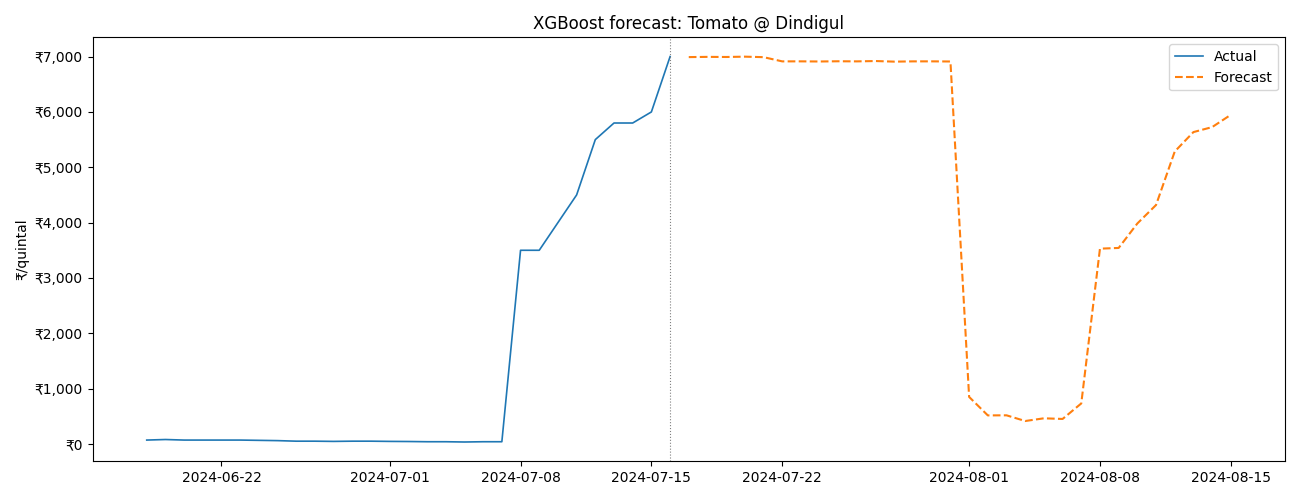 XGBoost forecast: Tomato @ Dindigul
₹/quintal
₹7,000
₹6,000
₹5,000
₹4,000
₹3,000
₹2,000
₹1,000
₹0
Actual
Forecast
2024-06-22 2024-07-01 2024-07-08 2024-07-15 2024-07-22 2024-08-01 2024-08-08 2024-08-15